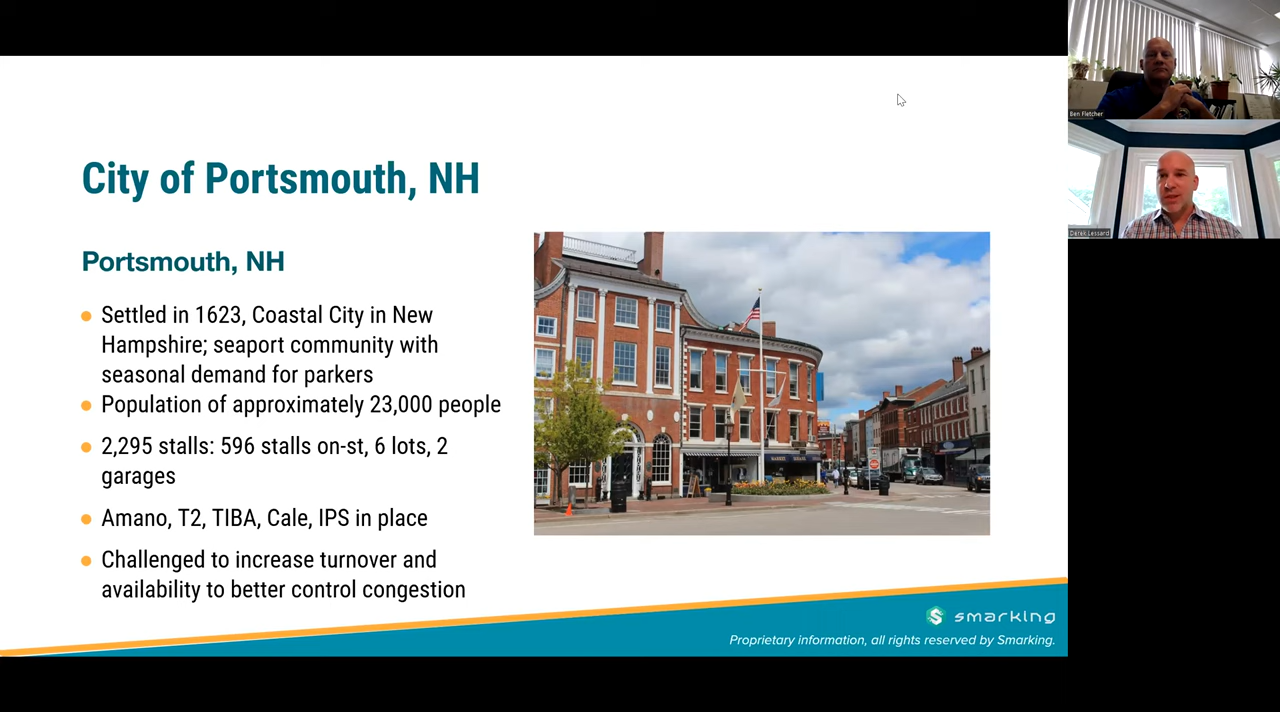 City of Portsmouth, NH
Portsmouth, NH
Settled in 1623, Coastal City in New
Hampshire; seaport community with
seasonal demand for parkers
Population of approximately 23,000 people
2,295 stalls: 596 stalls on-st, 6 lots, 2
garages
Amano, T2, TIBA, Cale, IPS in place
Challenged to increase turnover and
availability to better control congestion
smarking
Proprietary information, all rights reserved by Smarking.
Ben Fletcher
Derek Lessard